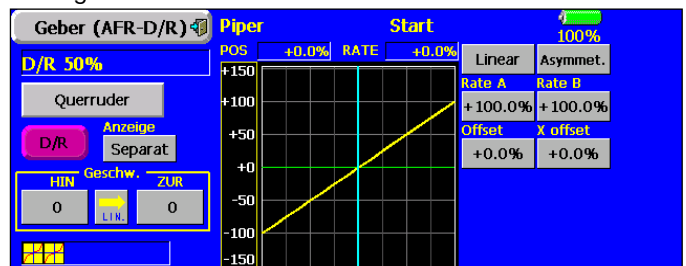 Geber (AFR-D/R) Piper Start 100%
POS +0.0% RATE +0.0%
D/R 50%
Linear Asymmet.
+150
Rate A Rate B
Querruder
+100
+100.0% +100.0%
Anzeige
+50
Offset X offset
D/R Separat
+0
+0.0% +0.0%
Geschw.
HIN ZUR
-50
0 LIN. 0
-100
-150